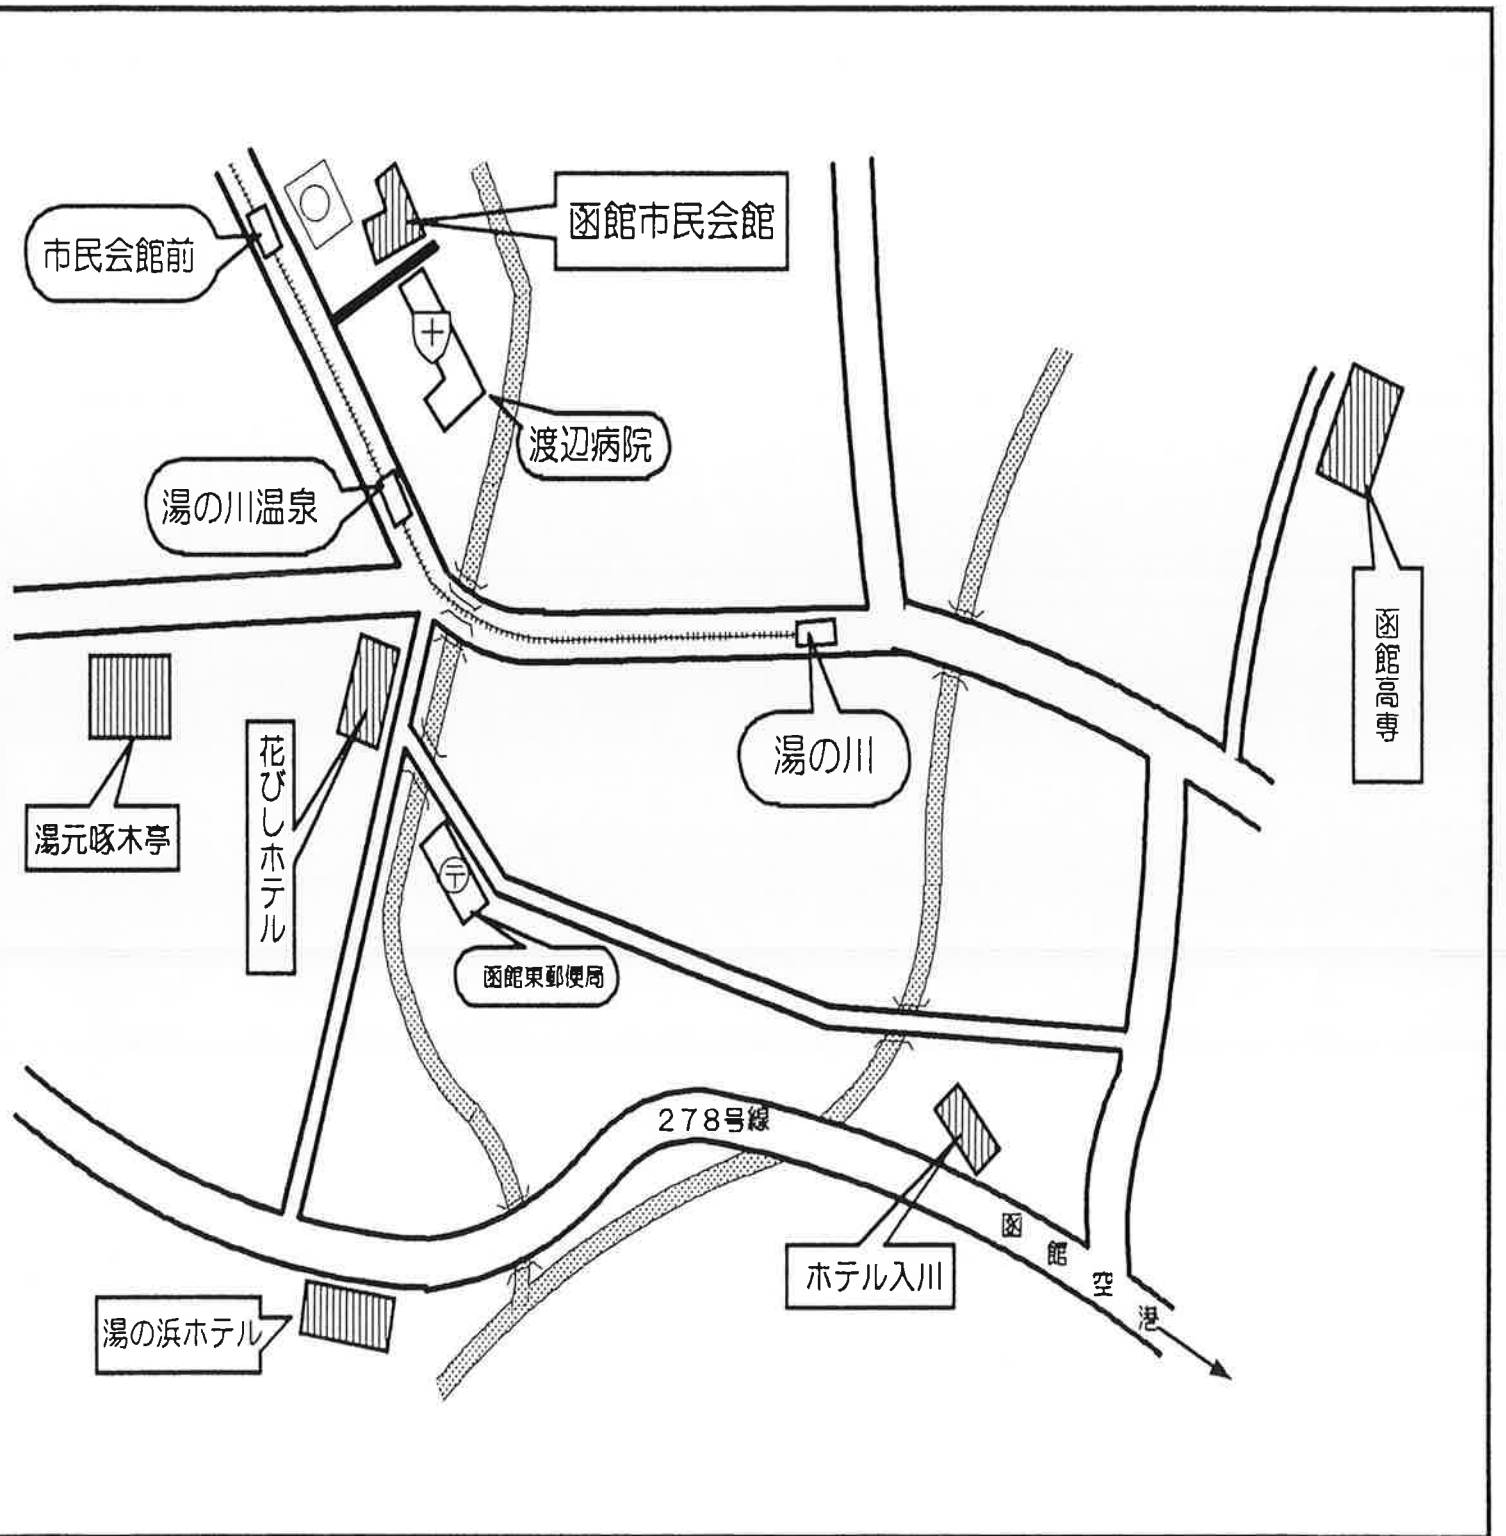 函館市民会館
市民会館前
渡辺病院
湯の川温泉
函館高専
湯の川
花びしホテル
湯元啄木亭
〒
函館東郵便局
278号線
函館空港
ホテル入川
湯の浜ホテル